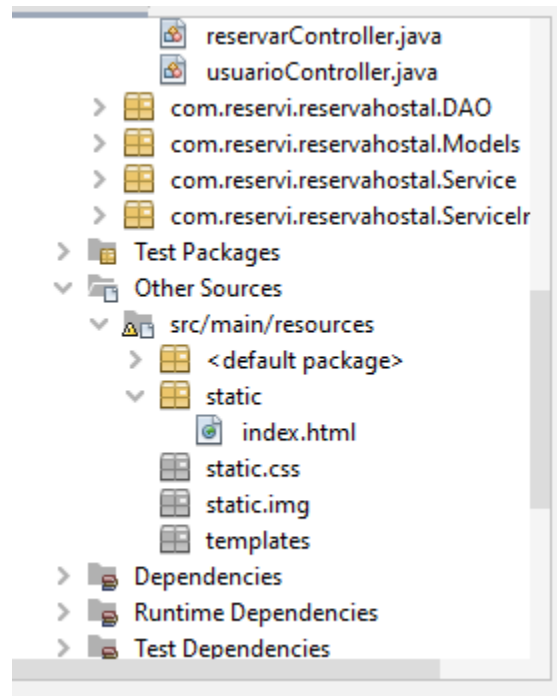 reservarController.java
usuarioController.java
com.reservi.reservahostal.DAO
com.reservi.reservahostal.Models
com.reservi.reservahostal.Service
com.reservi.reservahostal.ServiceIr
Test Packages
Other Sources
src/main/resources
<default package>
static
index.html
static.css
static.img
templates
Dependencies
Runtime Dependencies
Test Dependencies